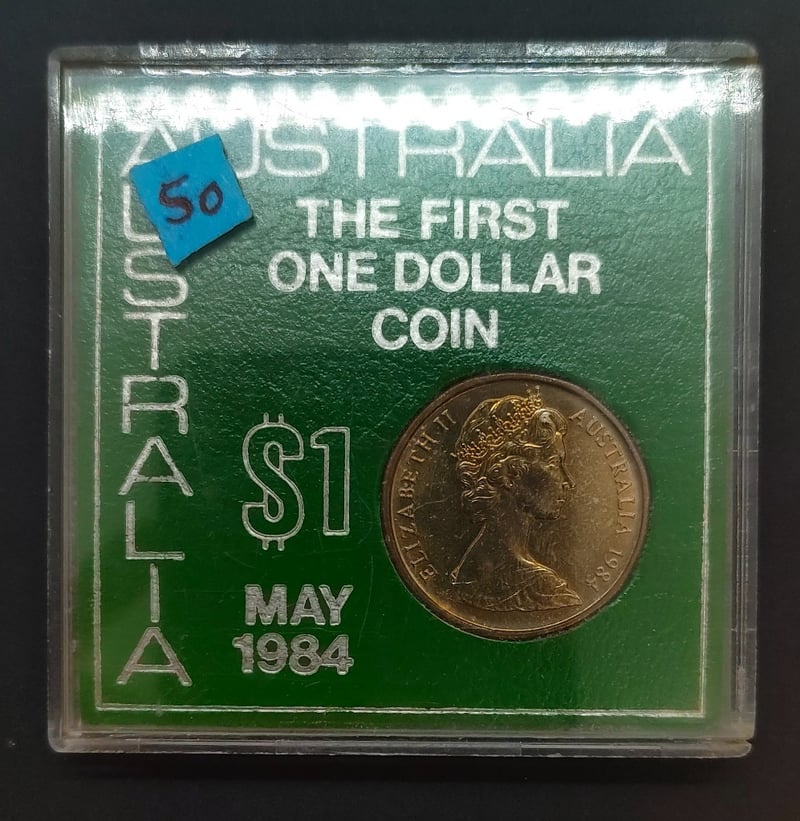 AUSTRALIA
AUSTRALIA
50
THE FIRST
ONE DOLLAR
COIN
$1
MAY
1984
ELIZABETH II AUSTRALIA 1984